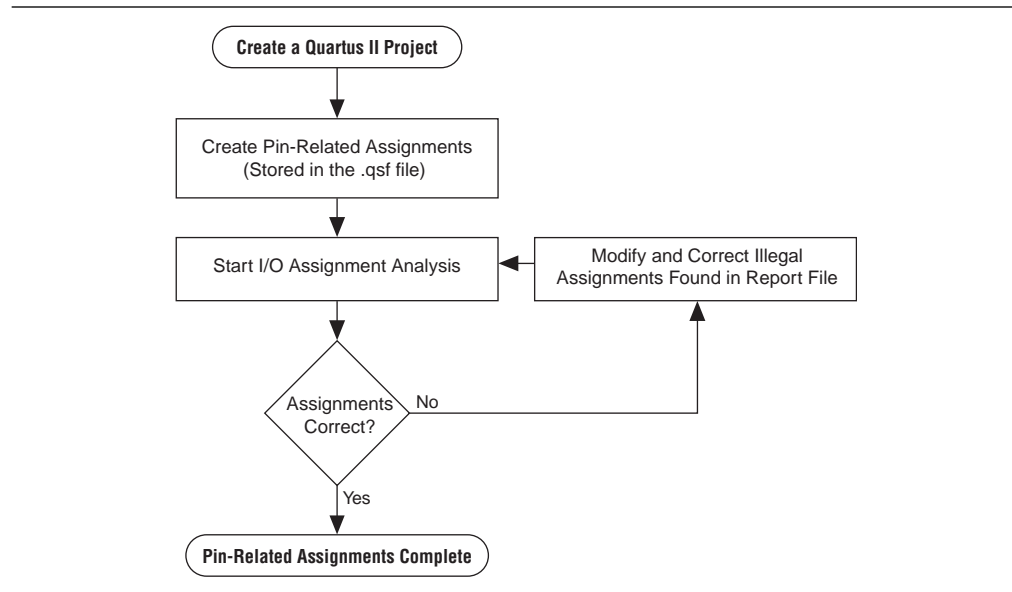 Create a Quartus II Project
Create Pin-Related Assignments
(Stored in the .qsf file)
Start I/O Assignment Analysis
Modify and Correct Illegal
Assignments Found in Report File
Assignments
Correct?
No
Yes
Pin-Related Assignments Complete